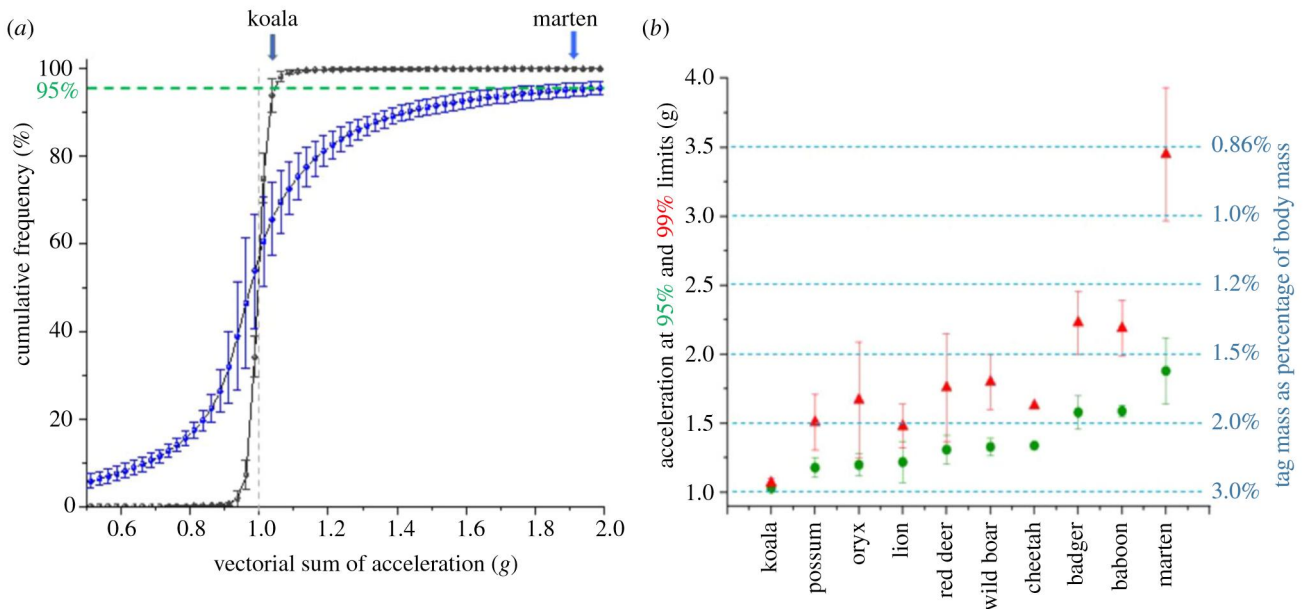 (a)
koala
marten
100
95%
80
60
40
20
0
cumulative frequency (%)
0.6
0.8
1.0
1.2
1.4
1.6
1.8
2.0
vectorial sum of acceleration (g)
(b)
4.0
3.5
3.0
2.5
2.0
1.5
1.0
acceleration at 95% and 99% limits (g)
0.86%
1.0%
1.2%
1.5%
2.0%
3.0%
tag mass as percentage of body mass
koala
possum
oryx
lion
red deer
wild boar
cheetah
badger
baboon
marten